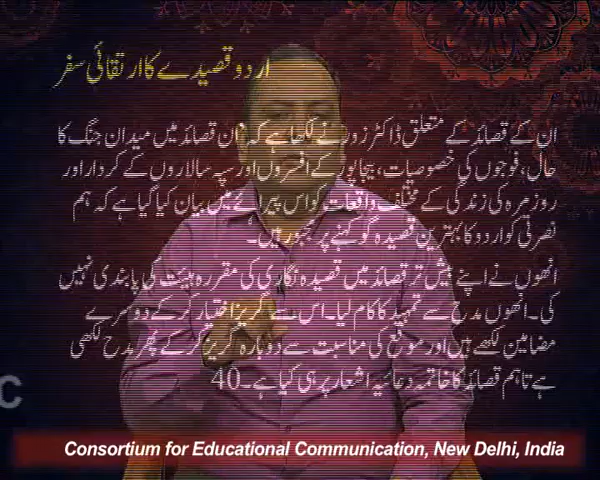 اردو قصیدے کا ارتقائی سفر
ان کے قصائد کے متعلق ڈاکٹر زور نے لکھا ہے کہ 'ان قصائد میں میدان جنگ کا
حال، فوجوں کی خصوصیات، بیجاپور کے افسروں اور سپہ سالاروں کے کردار اور
روزمرہ کی زندگی کے مختلف واقعات کو اس پیرائے میں بیان کیا گیا ہے کہ ہم
نصرتی کو اردو کا بہترین قصیدہ گو کہنے پر مجبور ہیں'۔
انھوں نے اپنے بیش تر قصائد میں قصیدہ نگاری کی مقررہ ہیئت کی پابندی نہیں
کی۔ انھوں مدح سے تمہید کا کام لیا۔ اس سے گریز اختیار کر کے دوسرے
مضامین لکھے ہیں اور موقع کی مناسبت سے دوبارہ گریز کر کے پھر مدح لکھی
ہے تاہم قصائد کا خاتمہ دعائیہ اشعار پر ہی کیا ہے۔ 40
C
Consortium for Educational Communication, New Delhi, India